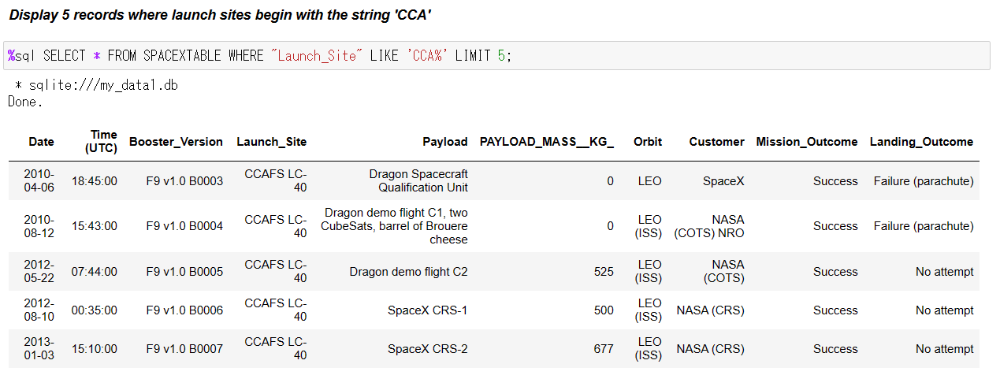 Display 5 records where launch sites begin with the string 'CCA'
%sql SELECT * FROM SPACEXTABLE WHERE "Launch_Site" LIKE 'CCA%' LIMIT 5;
* sqlite:///my_data1.db
Done.
Date Time (UTC) Booster_Version Launch_Site Payload PAYLOAD_MASS__KG_ Orbit Customer Mission_Outcome Landing_Outcome
2010-04-06 18:45:00 F9 v1.0 B0003 CCAFS LC-40 Dragon Spacecraft Qualification Unit 0 LEO SpaceX Success Failure (parachute)
2010-08-12 15:43:00 F9 v1.0 B0004 CCAFS LC-40 Dragon demo flight C1, two CubeSats, barrel of Brouere cheese 0 LEO (ISS) NASA (COTS) NRO Success Failure (parachute)
2012-05-22 07:44:00 F9 v1.0 B0005 CCAFS LC-40 Dragon demo flight C2 525 LEO (ISS) NASA (COTS) Success No attempt
2012-08-10 00:35:00 F9 v1.0 B0006 CCAFS LC-40 SpaceX CRS-1 500 LEO (ISS) NASA (CRS) Success No attempt
2013-01-03 15:10:00 F9 v1.0 B0007 CCAFS LC-40 SpaceX CRS-2 677 LEO (ISS) NASA (CRS) Success No attempt